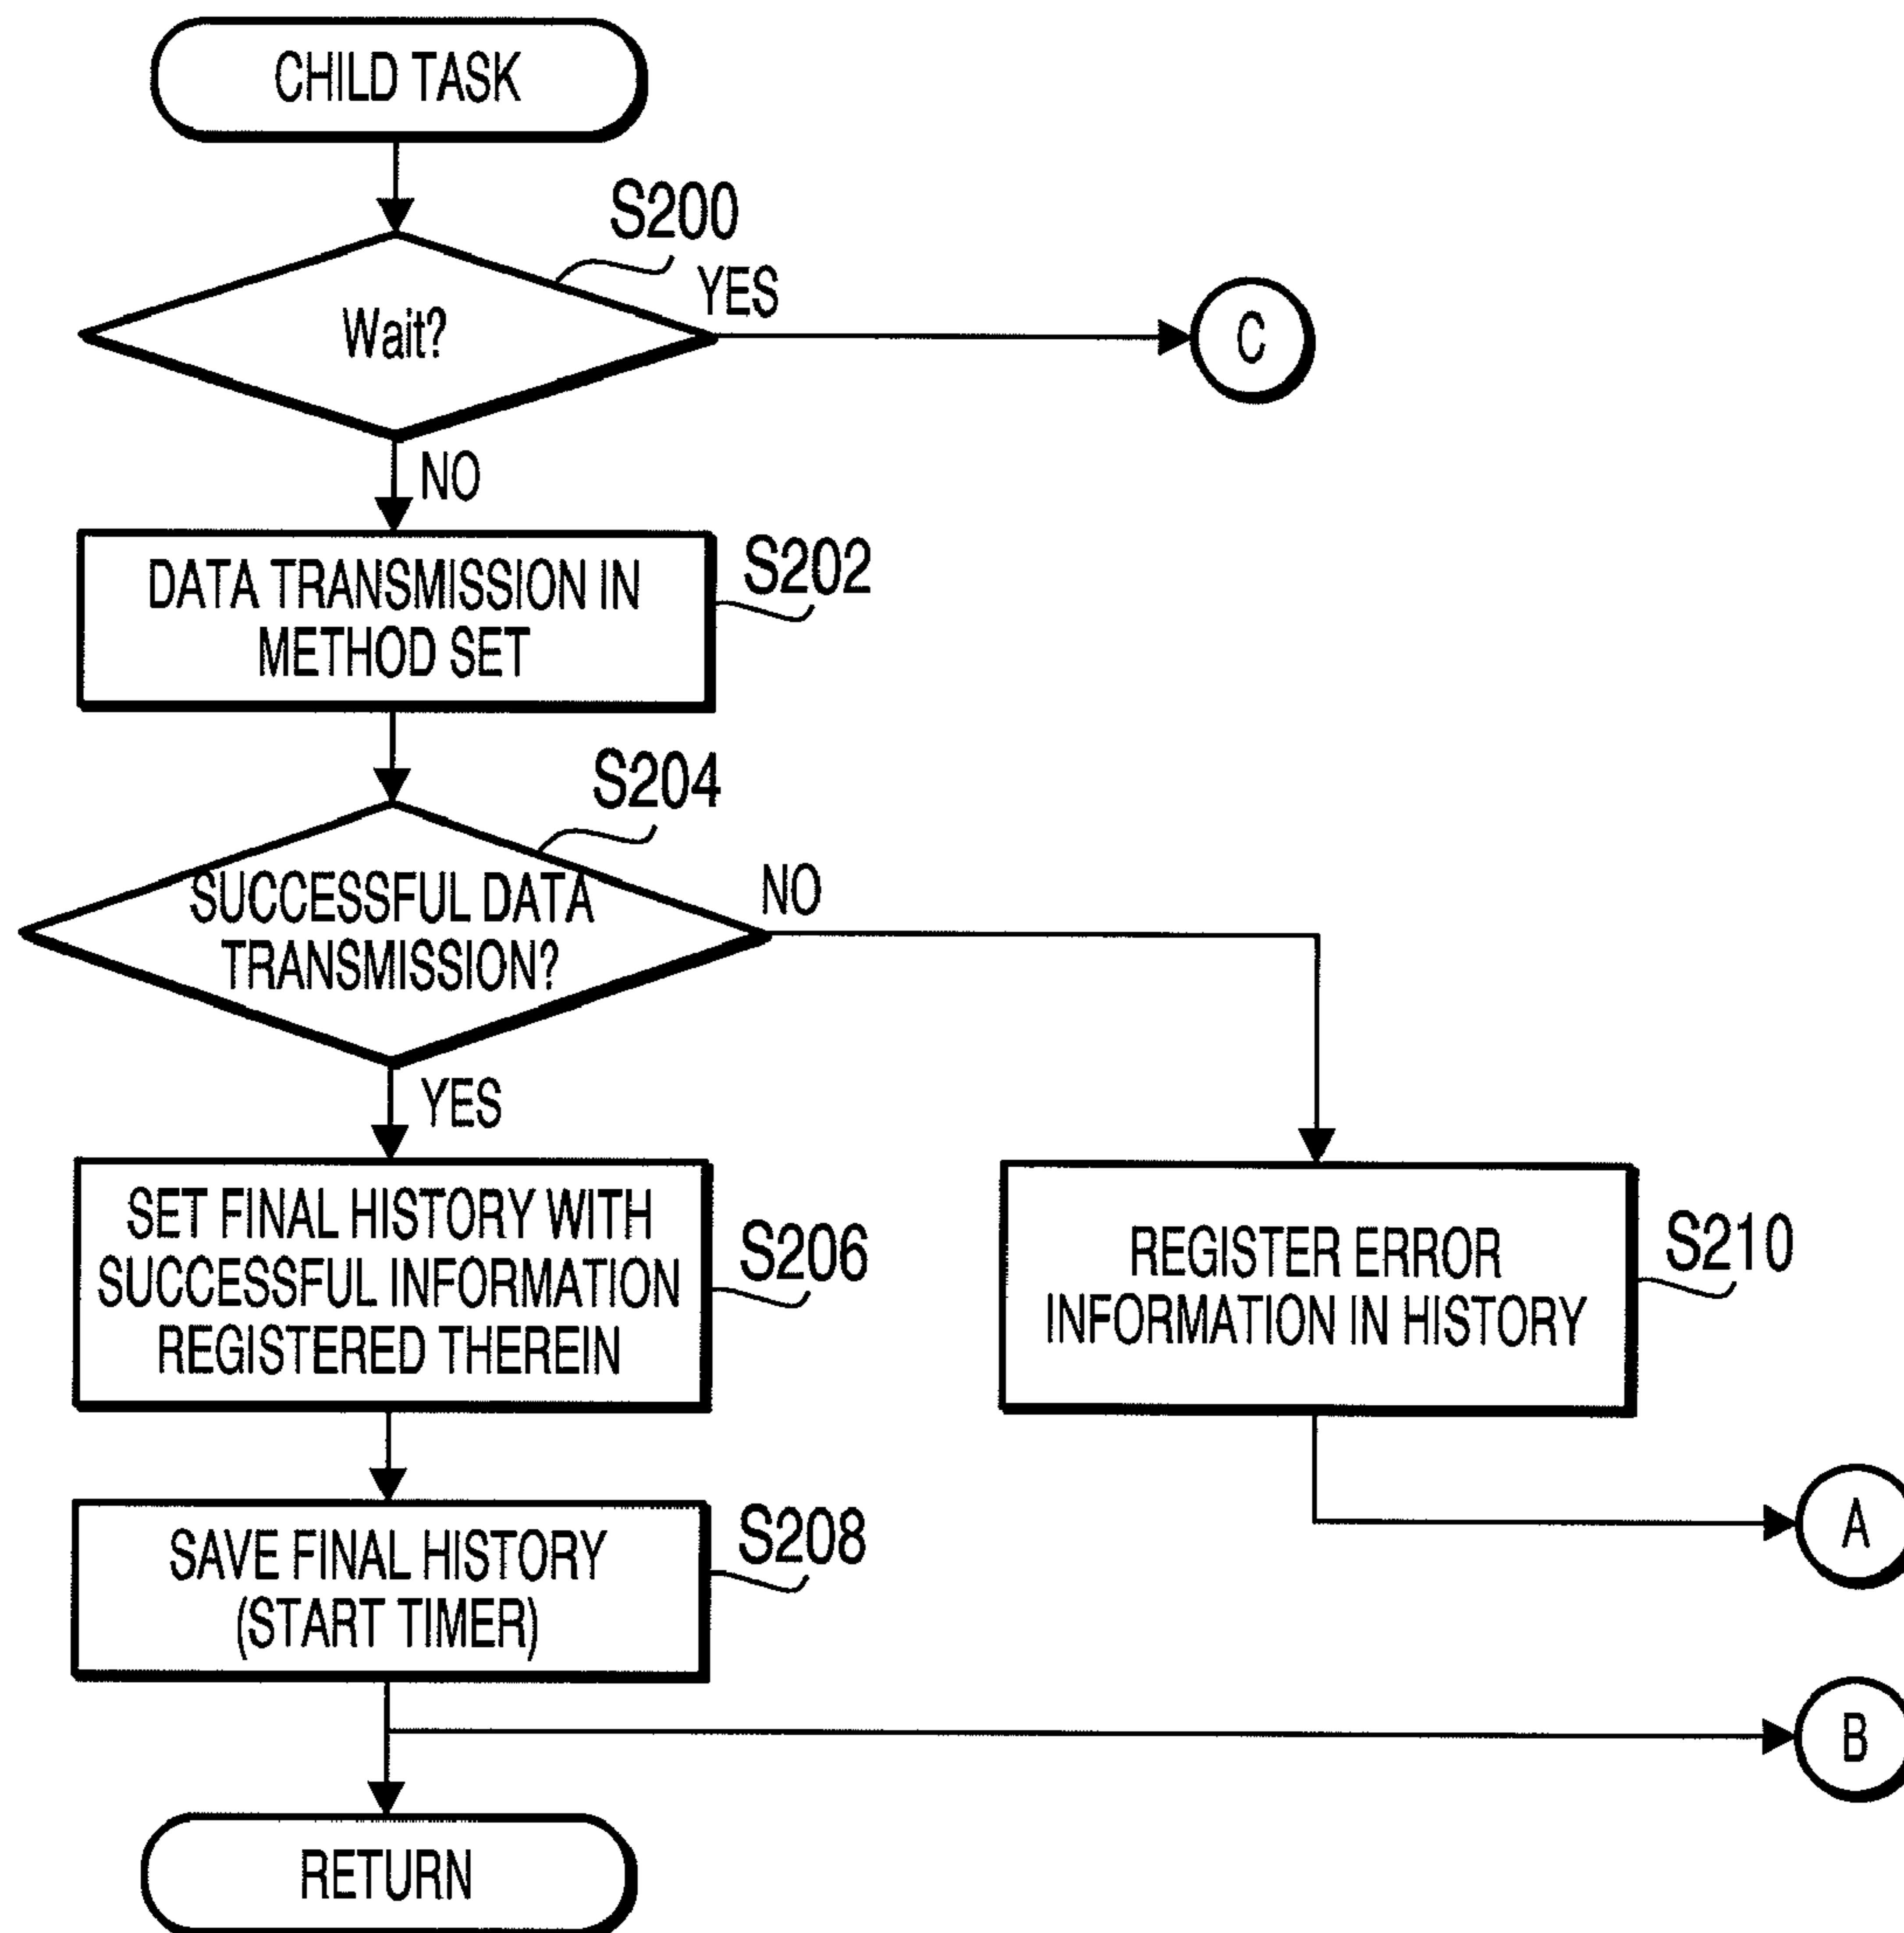 CHILD TASK
S200
YES
Wait?
C
NO
DATA TRANSMISSION IN
METHOD SET
S202
S204
NO
SUCCESSFUL DATA
TRANSMISSION?
YES
SET FINAL HISTORY WITH
SUCCESSFUL INFORMATION
REGISTERED THEREIN
S206
REGISTER ERROR
INFORMATION IN HISTORY
S210
A
SAVE FINAL HISTORY
(START TIMER)
S208
B
RETURN